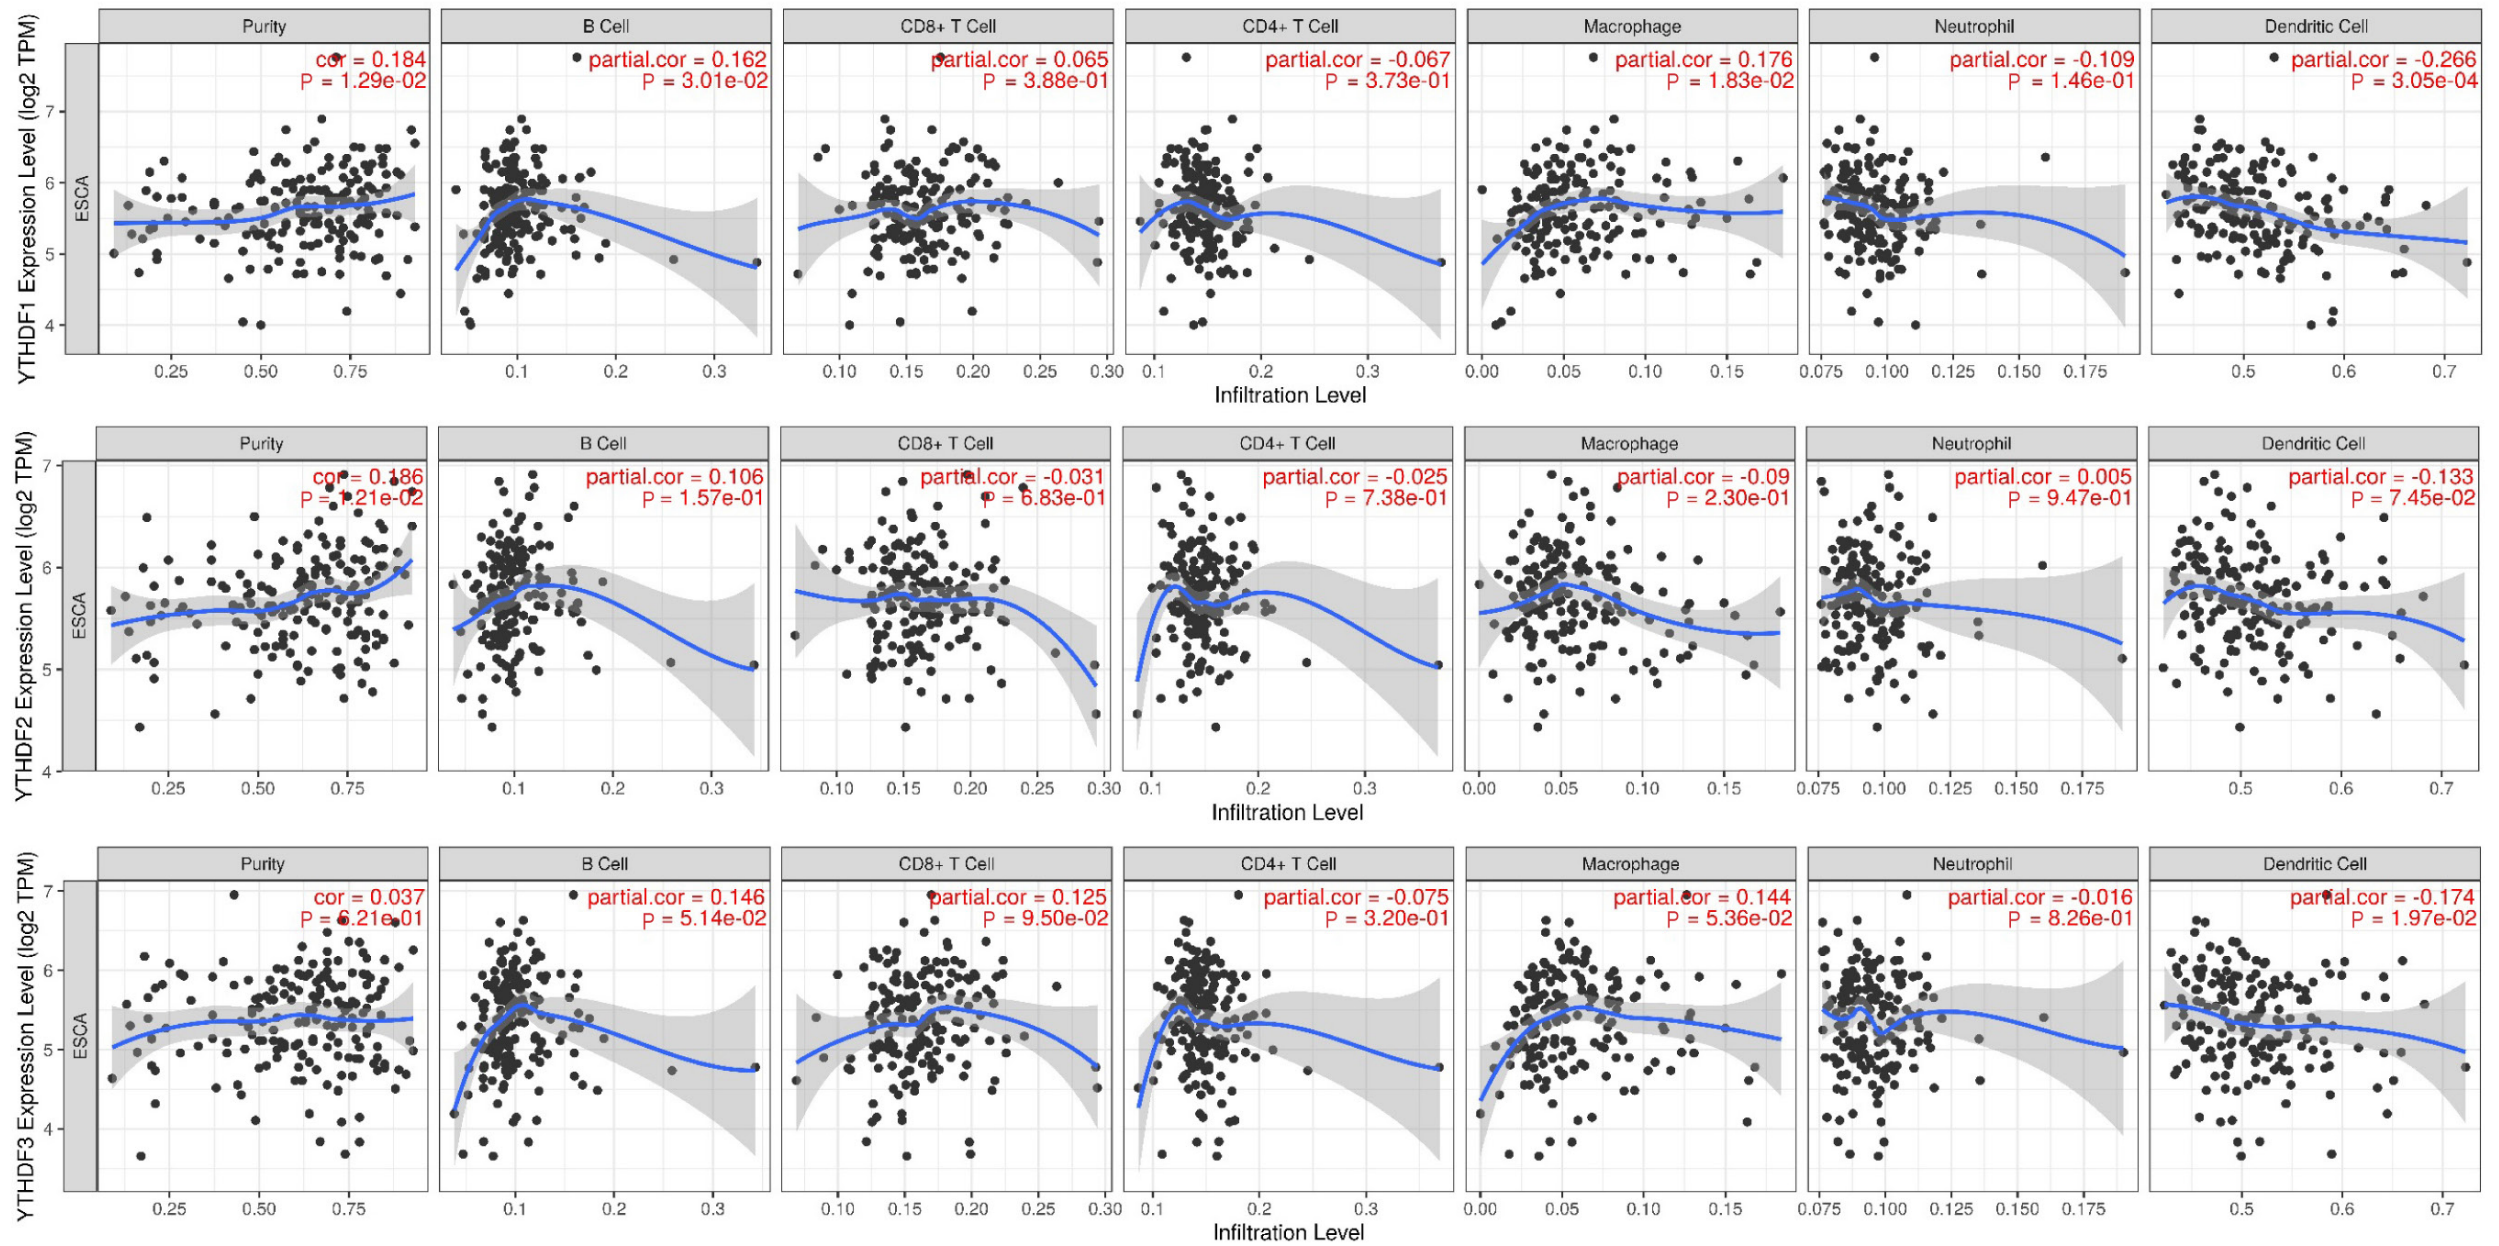 Purity B Cell CD8+ T Cell CD4+ T Cell Macrophage Neutrophil Dendritic Cell
cor = 0.184 partial.cor = 0.162 partial.cor = 0.065 partial.cor = -0.067 partial.cor = 0.176 partial.cor = -0.109 partial.cor = -0.266
P = 1.29e-02 P = 3.01e-02 P = 3.88e-01 P = 3.73e-01 P = 1.83e-02 P = 1.46e-01 P = 3.05e-04
YTHDF1 Expression Level (log2 TPM)
ESCA
7
6
5
4
0.25 0.50 0.75 0.1 0.2 0.3 0.10 0.15 0.20 0.25 0.30 0.1 0.2 0.3 0.00 0.05 0.10 0.15 0.075 0.100 0.125 0.150 0.175 0.5 0.6 0.7
Infiltration Level
Purity B Cell CD8+ T Cell CD4+ T Cell Macrophage Neutrophil Dendritic Cell
cor = 0.186 partial.cor = 0.106 partial.cor = -0.031 partial.cor = -0.025 partial.cor = -0.09 partial.cor = 0.005 partial.cor = -0.133
P = 1.21e-02 P = 1.57e-01 P = 6.83e-01 P = 7.38e-01 P = 2.30e-01 P = 9.47e-01 P = 7.45e-02
YTHDF2 Expression Level (log2 TPM)
ESCA
7
6
5
4
0.25 0.50 0.75 0.1 0.2 0.3 0.10 0.15 0.20 0.25 0.30 0.1 0.2 0.3 0.00 0.05 0.10 0.15 0.075 0.100 0.125 0.150 0.175 0.5 0.6 0.7
Infiltration Level
Purity B Cell CD8+ T Cell CD4+ T Cell Macrophage Neutrophil Dendritic Cell
cor = 0.037 partial.cor = 0.146 partial.cor = 0.125 partial.cor = -0.075 partial.cor = 0.144 partial.cor = -0.016 partial.cor = -0.174
P = 6.21e-01 P = 5.14e-02 P = 9.50e-02 P = 3.20e-01 P = 5.36e-02 P = 8.26e-01 P = 1.97e-02
YTHDF3 Expression Level (log2 TPM)
ESCA
7
6
5
4
0.25 0.50 0.75 0.1 0.2 0.3 0.10 0.15 0.20 0.25 0.30 0.1 0.2 0.3 0.00 0.05 0.10 0.15 0.075 0.100 0.125 0.150 0.175 0.5 0.6 0.7
Infiltration Level